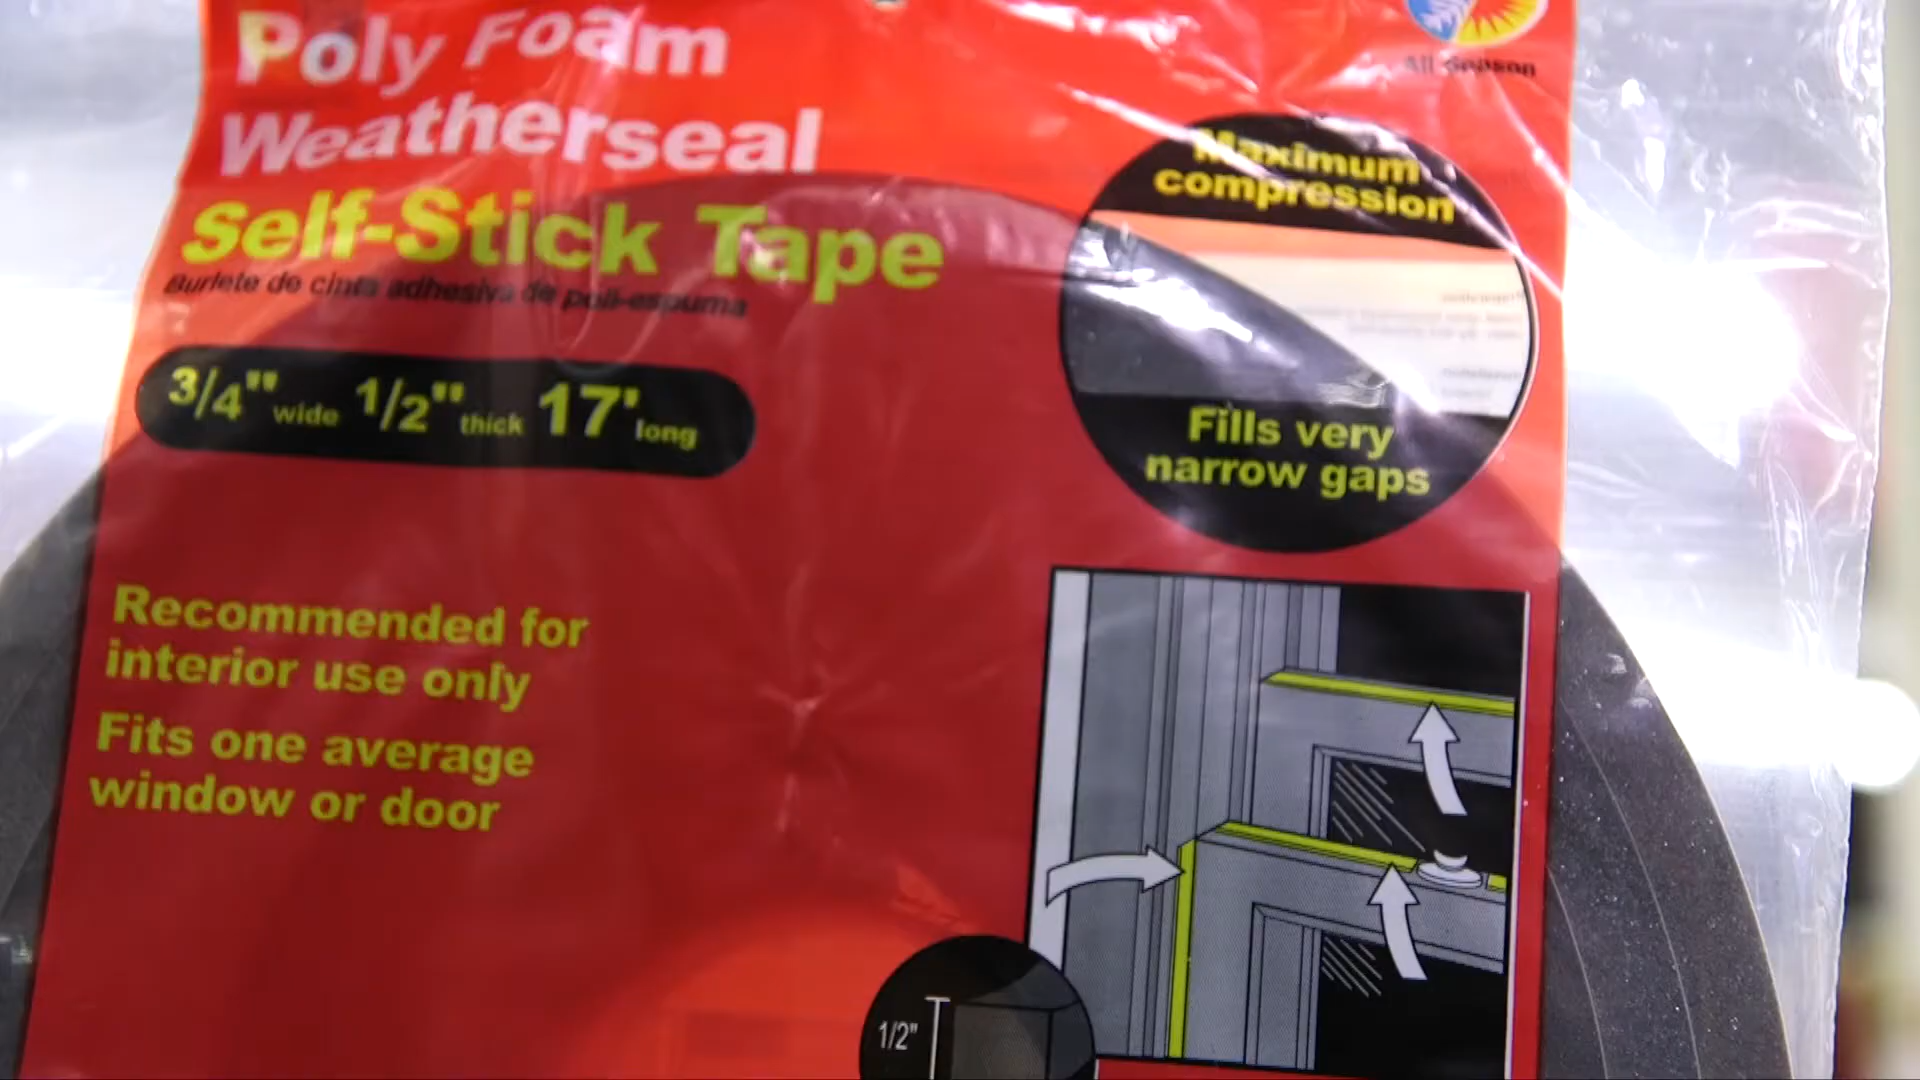 Poly Foam
Weatherseal
Self-Stick Tape
Burlete de cinta adhesiva de poli-espuma
3/4" wide 1/2" thick 17' long
All Season
Maximum
compression
Fills very
narrow gaps
Recommended for
interior use only
Fits one average
window or door
1/2"